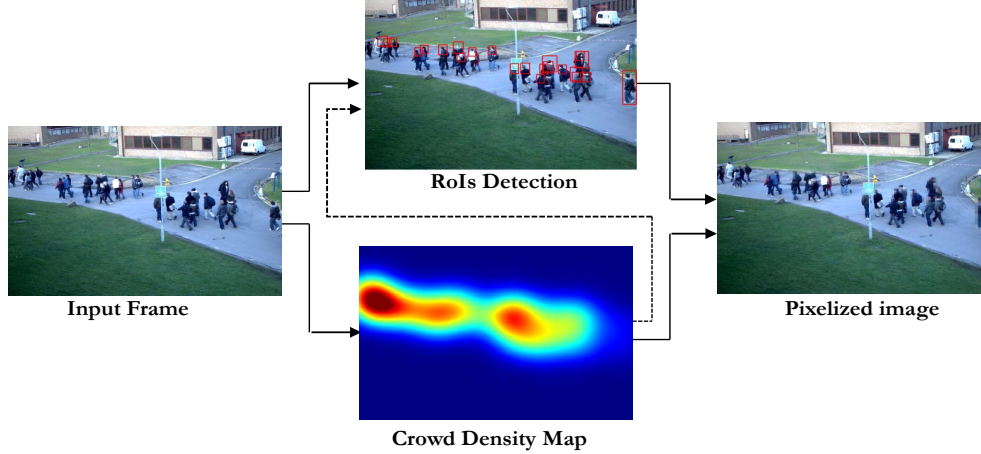 RoIs Detection
Input Frame
Pixelized image
Crowd Density Map